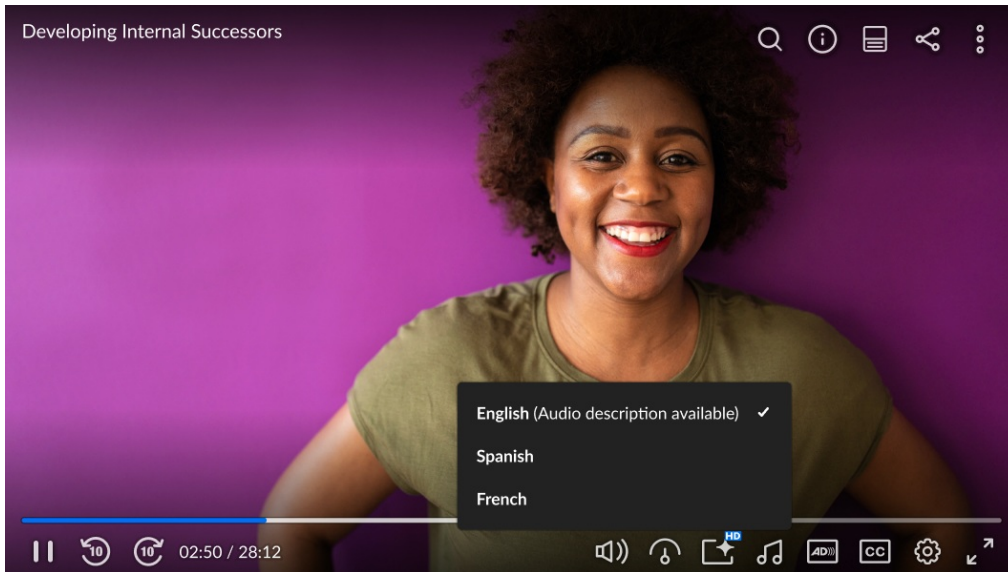 Developing Internal Successors
English (Audio description available)
Spanish
French
10
10
02:50 / 28:12
HD
AD
CC